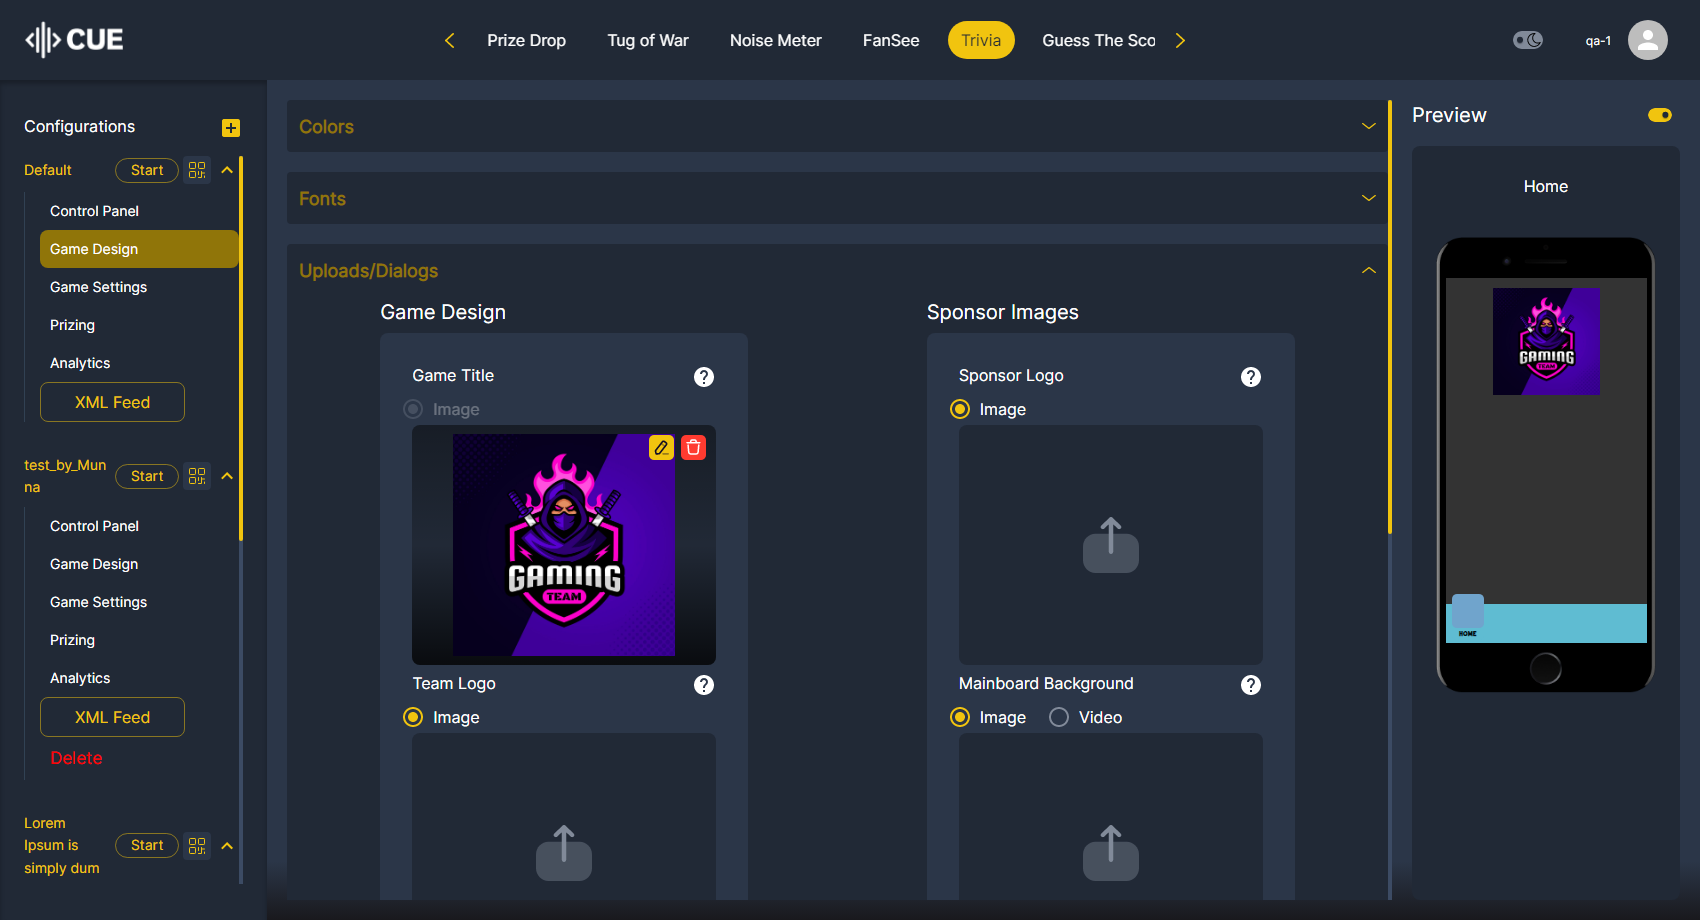 CUE
Prize Drop
Tug of War
Noise Meter
FanSee
Trivia
Guess The Sco
qa-1
Configurations
Default
Start
Control Panel
Game Design
Game Settings
Prizing
Analytics
XML Feed
test_by_Mun
na
Start
Control Panel
Game Design
Game Settings
Prizing
Analytics
XML Feed
Delete
Lorem
Ipsum is
simply dum
Start
Colors
Fonts
Uploads/Dialogs
Game Design
Game Title
?
Image
GAMING
TEAM
Team Logo
?
Image
Sponsor Images
Sponsor Logo
?
Image
Mainboard Background
?
Image
Video
Preview
Home
GAMING
TEAM
HOME